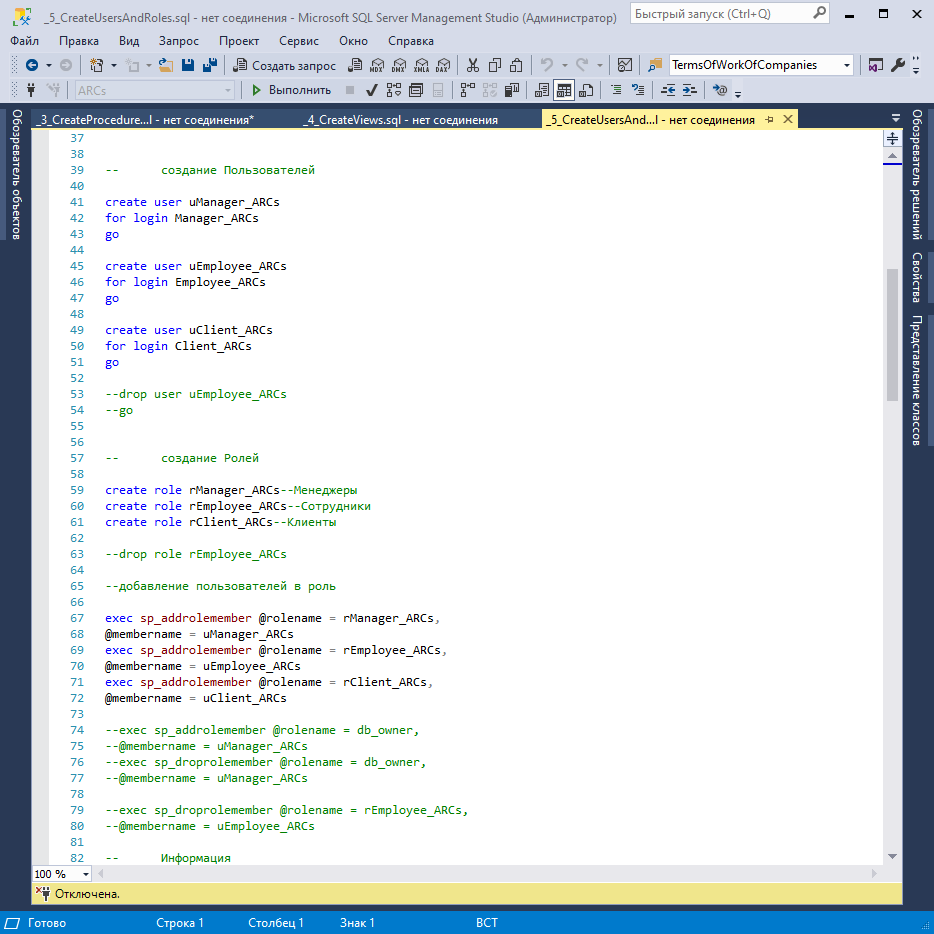 _5_CreateUsersAndRoles.sql - нет соединения - Microsoft SQL Server Management Studio (Администратор)
Быстрый запуск (Ctrl+Q)
Файл Правка Вид Запрос Проект Сервис Окно Справка
Создать запрос MDX DMX XMLA DAX TermsOfWorkOfCompanies
ARCs Выполнить
_3_CreateProcedure...l - нет соединения* _4_CreateViews.sql - нет соединения _5_CreateUsersAnd...l - нет соединения
Обозреватель объектов
37
38
39 -- создание Пользователей
40
41 create user uManager_ARCs
42 for login Manager_ARCs
43 go
44
45 create user uEmployee_ARCs
46 for login Employee_ARCs
47 go
48
49 create user uClient_ARCs
50 for login Client_ARCs
51 go
52
53 --drop user uEmployee_ARCs
54 --go
55
56
57 -- создание Ролей
58
59 create role rManager_ARCs--Менеджеры
60 create role rEmployee_ARCs--Сотрудники
61 create role rClient_ARCs--Клиенты
62
63 --drop role rEmployee_ARCs
64
65 --добавление пользователей в роль
66
67 exec sp_addrolemember @rolename = rManager_ARCs,
68 @membername = uManager_ARCs
69 exec sp_addrolemember @rolename = rEmployee_ARCs,
70 @membername = uEmployee_ARCs
71 exec sp_addrolemember @rolename = rClient_ARCs,
72 @membername = uClient_ARCs
73
74 --exec sp_addrolemember @rolename = db_owner,
75 --@membername = uManager_ARCs
76 --exec sp_droprolemember @rolename = db_owner,
77 --@membername = uManager_ARCs
78
79 --exec sp_droprolemember @rolename = rEmployee_ARCs,
80 --@membername = uEmployee_ARCs
81
82 -- Информация
Обозреватель решений
Свойства
Представление классов
100 %
Отключена.
Готово Строка 1 Столбец 1 Знак 1 ВСТ